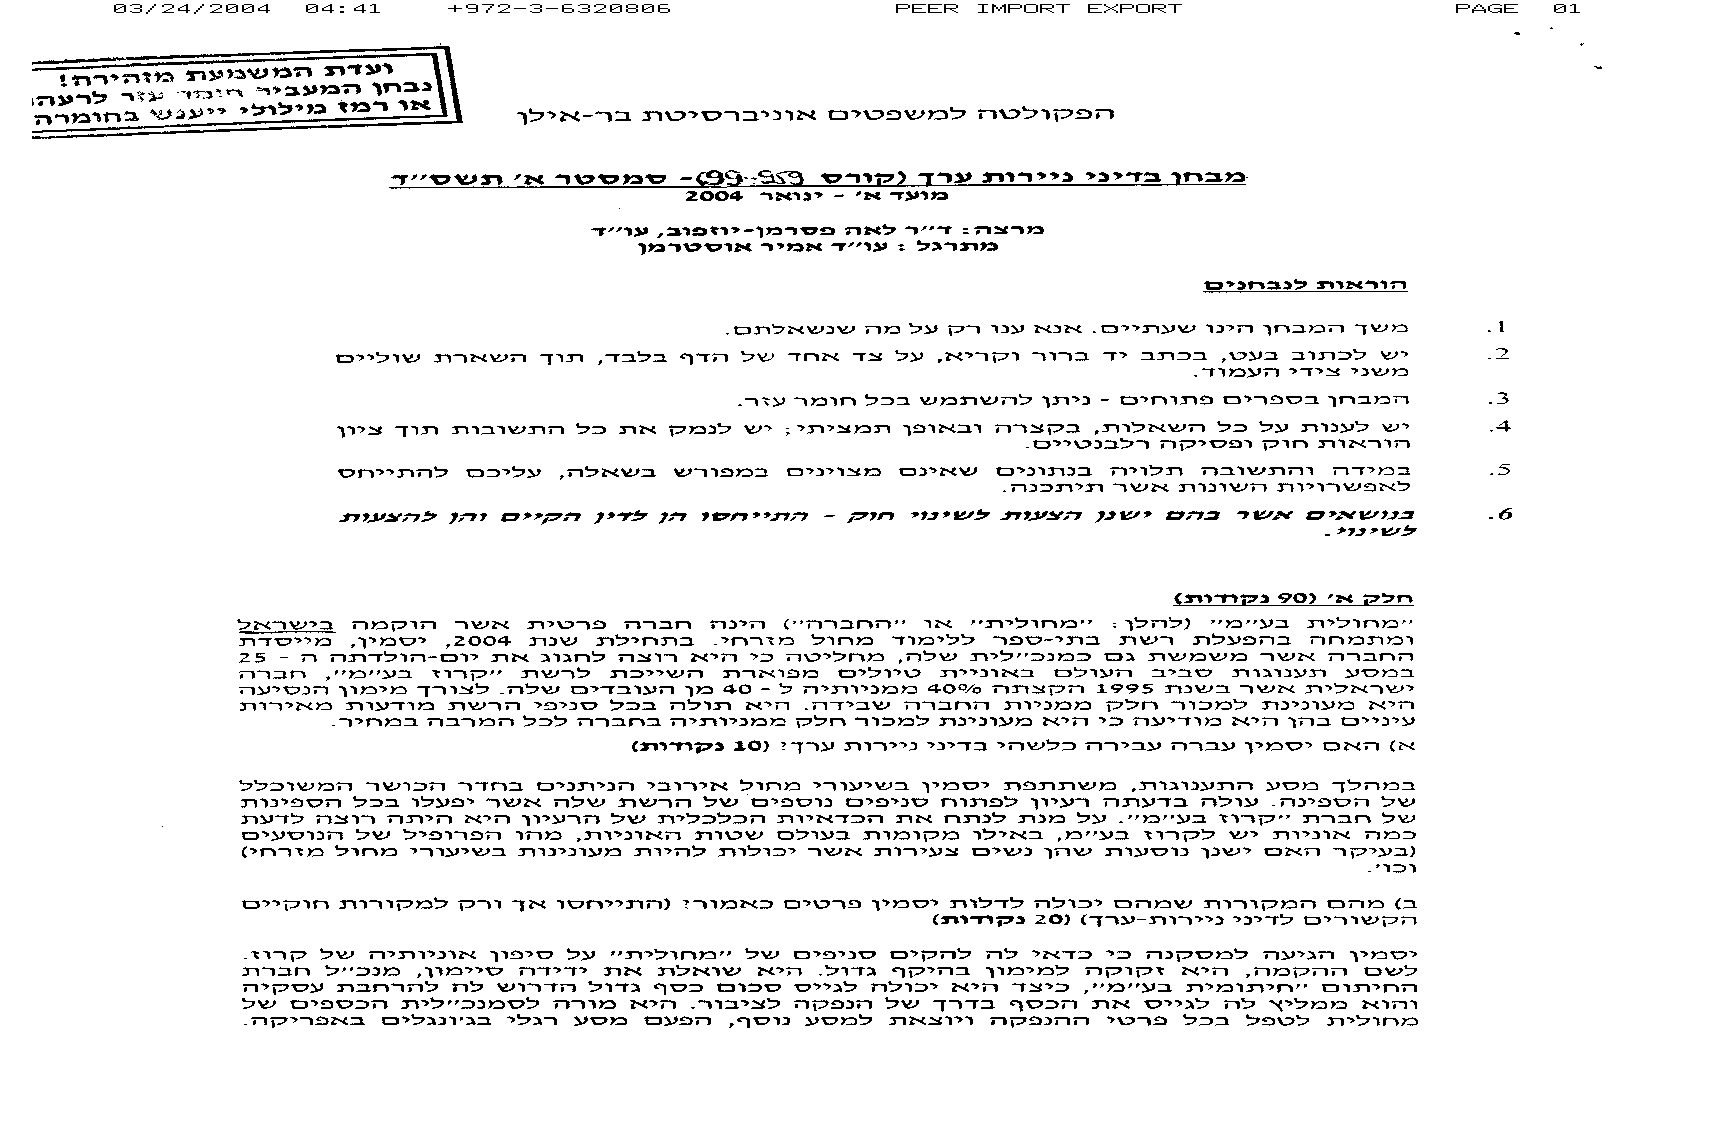 03/24/2004 04:41 +972-3-6320806 PEER IMPORT EXPORT PAGE 01
ועדת המשמעת מזהירה!
נבחן המעביר חומר עזר לרעהו
או רמז מילולי ייענש בחומרה
הפקולטה למשפטים אוניברסיטת בר-אילן
מבחן בדיני ניירות ערך (קורס 99-959)- סמסטר א' תשס"ד
מועד א' - ינואר 2004
מרצה: ד"ר לאה פסרמן-יוזפוב, עו"ד
מתרגל: עו"ד אמיר אוסטרמן
הוראות לנבחנים
1. משך המבחן הינו שעתיים. אנא ענו רק על מה שנשאלתם.
2. יש לכתוב בעט, בכתב יד ברור וקריא, על צד אחד של הדף בלבד, תוך השארת שוליים
משני צידי העמוד.
3. המבחן בספרים פתוחים - ניתן להשתמש בכל חומר עזר.
4. יש לענות על כל השאלות, בקצרה ובאופן תמציתי; יש לנמק את כל התשובות תוך ציון
הוראות חוק ופסיקה רלבנטיים.
5. במידה והתשובה תלויה בנתונים שאינם מצוינים במפורש בשאלה, עליכם להתייחס
לאפשרויות השונות אשר תיתכנה.
6. בנושאים אשר בהם ישנן הצעות לשינוי חוק - התייחסו הן לדין הקיים והן להצעות
לשינוי.
חלק א' (90 נקודות)
"מחולית בע"מ" (להלן: "מחולית" או "החברה") הינה חברה פרטית אשר הוקמה בישראל
ומתמחה בהפעלת רשת בתי-ספר ללימוד מחול מזרחי. בתחילת שנת 2004, יסמין, מייסדת
החברה אשר משמשת גם כמנכ"לית שלה, מחליטה כי היא רוצה לחגוג את יום-הולדתה ה - 25
במסע תענוגות סביב העולם באוניית טיולים מפוארת השייכת לרשת "קרוז בע"מ", חברה
ישראלית אשר בשנת 1995 הקצתה 40% ממניותיה ל - 40 מן העובדים שלה. לצורך מימון הנסיעה
היא מעונינת למכור חלק ממניות החברה שבידה. היא תולה בכל סניפי הרשת מודעות מאירות
עיניים בהן היא מודיעה כי היא מעונינת למכור חלק ממניותיה בחברה לכל המרבה במחיר.
א) האם יסמין עברה עבירה כלשהי בדיני ניירות ערך? (10 נקודות)
במהלך מסע התענוגות, משתתפת יסמין בשיעורי מחול אירובי הניתנים בחדר הכושר המשוכלל
של הספינה. עולה בדעתה רעיון לפתוח סניפים נוספים של הרשת שלה אשר יפעלו בכל הספינות
של חברת "קרוז בע"מ". על מנת לנתח את הכדאיות הכלכלית של הרעיון היא היתה רוצה לדעת
כמה אוניות יש לקרוז בע"מ, באילו מקומות בעולם שטות האוניות, מהו הפרופיל של הנוסעים
(בעיקר האם ישנן נוסעות שהן נשים צעירות אשר יכולות להיות מעונינות בשיעורי מחול מזרחי)
וכו'.
ב) מהם המקורות שמהם יכולה לדלות יסמין פרטים כאמור? (התייחסו אך ורק למקורות חוקיים
הקשורים לדיני ניירות-ערך) (20 נקודות)
יסמין הגיעה למסקנה כי כדאי לה להקים סניפים של "מחולית" על סיפון אוניותיה של קרוז.
לשם ההקמה, היא זקוקה למימון בהיקף גדול. היא שואלת את ידידה סיימון, מנכ"ל חברת
החיתום "חיתומית בע"מ", כיצד היא יכולה לגייס סכום כסף גדול הדרוש לה להרחבת עסקיה
והוא ממליץ לה לגייס את הכסף בדרך של הנפקה לציבור. היא מורה לסמנכ"לית הכספים של
מחולית לטפל בכל פרטי ההנפקה ויוצאת למסע נוסף, הפעם מסע רגלי בג'ונגלים באפריקה.